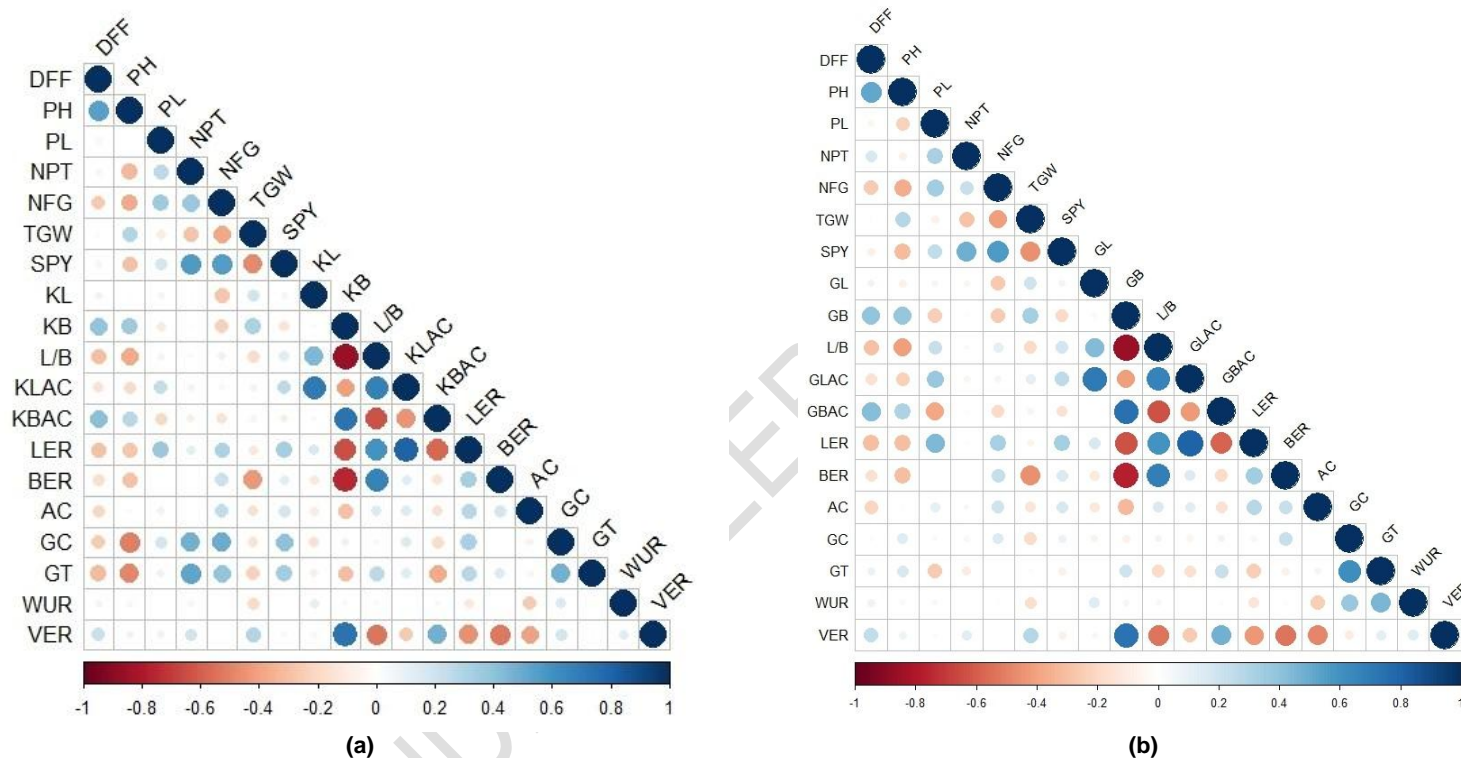 DFF
PH
PL
NPT
NFG
TGW
SPY
KL
KB
L/B
KLAC
KBAC
LER
BER
AC
GC
GT
WUR
VER
DFF
PH
PL
NPT
NFG
TGW
SPY
KL
KB
L/B
KLAC
KBAC
LER
BER
AC
GC
GT
WUR
VER
-1 -0.8 -0.6 -0.4 -0.2 0 0.2 0.4 0.6 0.8 1
(a)
DFF
PH
PL
NPT
NFG
TGW
SPY
GL
GB
L/B
GLAC
GBAC
LER
BER
AC
GC
GT
WUR
VER
DFF
PH
PL
NPT
NFG
TGW
SPY
GL
GB
L/B
GLAC
GBAC
LER
BER
AC
GC
GT
WUR
VER
-1 -0.8 -0.6 -0.4 -0.2 0 0.2 0.4 0.6 0.8 1
(b)